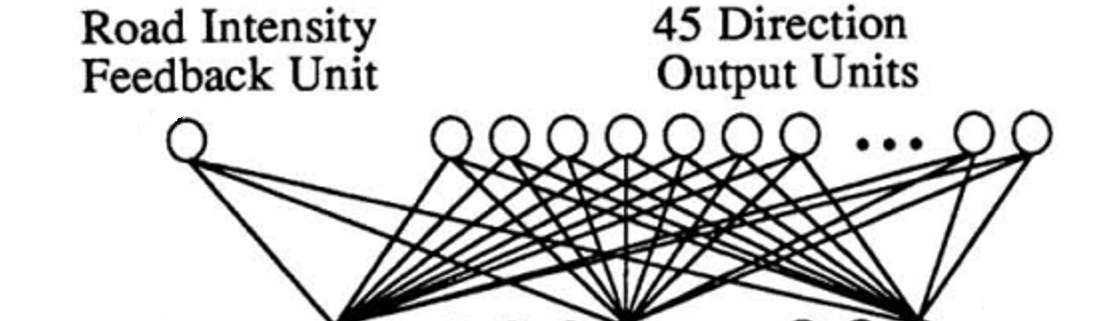 Road Intensity
Feedback Unit
45 Direction
Output Units